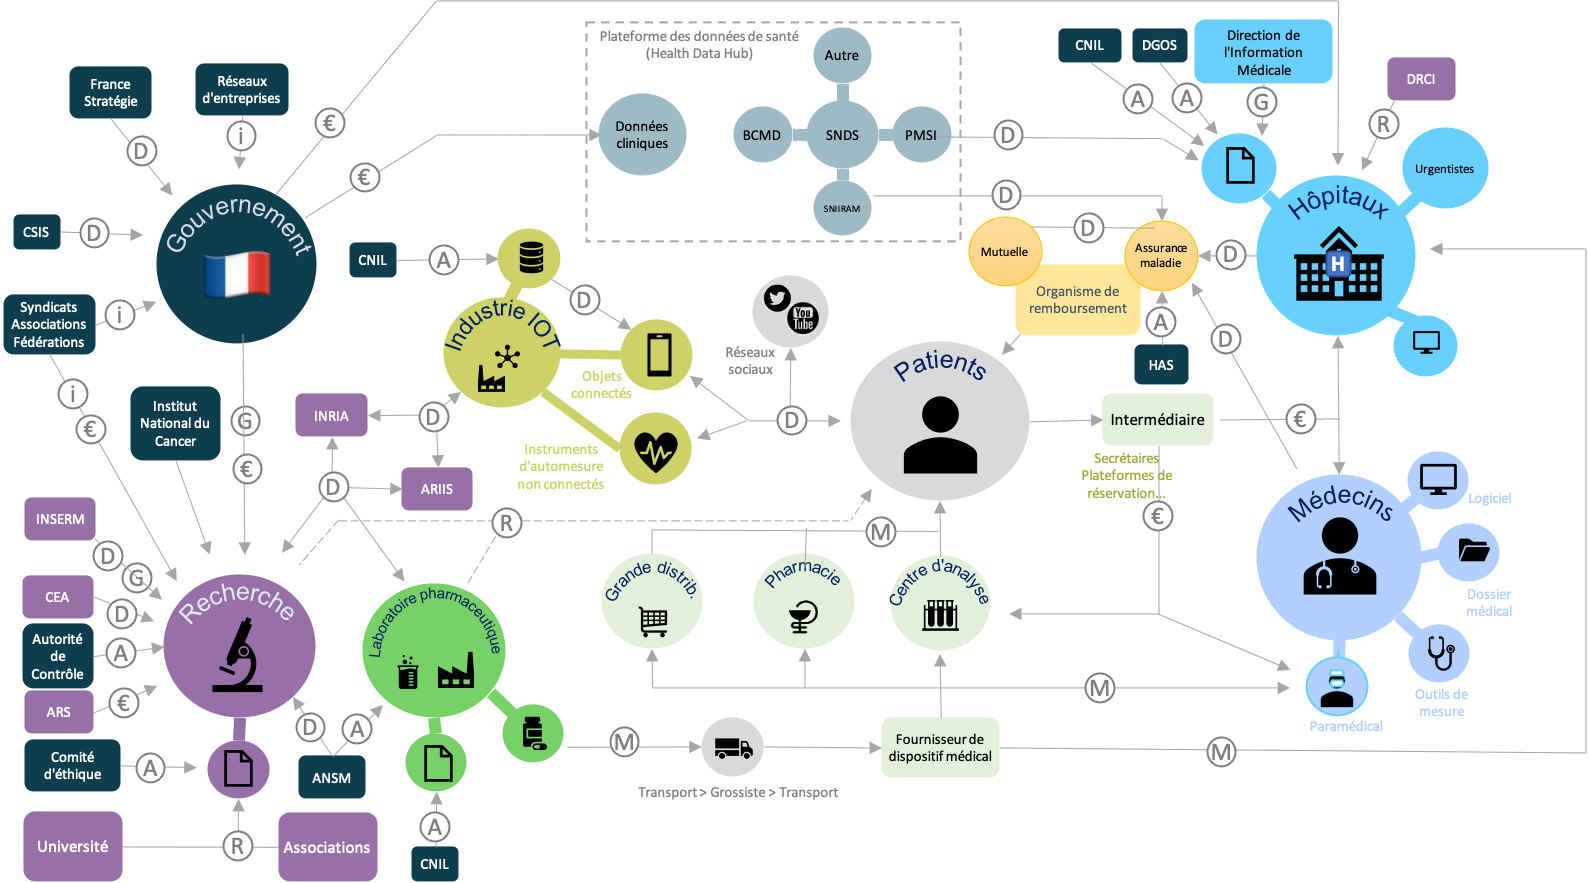 Plateforme des données de santé
(Health Data Hub)
Autre
Données
cliniques
BCMD
SNDS
PMSI
SNIIRAM
CNIL
DGOS
Direction de
l'Information
Médicale
DRCI
A
A
G
R
France
Stratégie
Réseaux
d'entreprises
D
i
€
€
D
D
D
D
Urgentistes
Hôpitaux
H
Gouvernement
CSIS
D
Syndicats
Associations
Fédérations
i
CNIL
A
D
Industrie IOT
Objets
connectés
Instruments
d'automesure
non connectés
You
Tube
Réseaux
sociaux
D
Mutuelle
Assurance
maladie
Organisme de
remboursement
A
HAS
D
Patients
Intermédiaire
€
Secrétaires
Plateformes de
réservation...
€
Médecins
Logiciel
Dossier
médical
Outils de
mesure
Paramédical
i
€
Institut
National du
Cancer
G
€
INRIA
D
D
ARIIS
R
M
INSERM
D
G
CEA
D
Autorité
de
Contrôle
A
ARS
€
Comité
d'éthique
A
Recherche
Laboratoire pharmaceutique
Grande distrib.
Pharmacie
Centre d'analyse
M
D
A
ANSM
M
Transport > Grossiste > Transport
Fournisseur de
dispositif médical
M
Université
R
Associations
A
CNIL